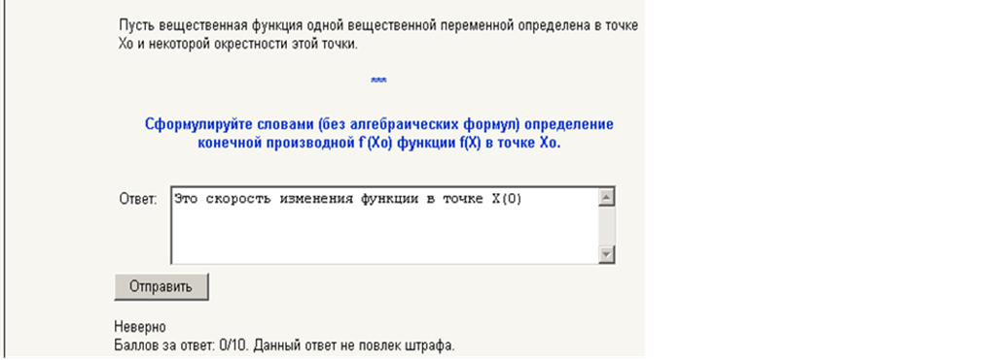 Пусть вещественная функция одной вещественной переменной определена в точке
Xo и некоторой окрестности этой точки.
***
Сформулируйте словами (без алгебраических формул) определение
конечной производной f'(Xo) функции f(X) в точке Xo.
Ответ: Это скорость изменения функции в точке X(0)
Отправить
Неверно
Баллов за ответ: 0/10. Данный ответ не повлек штрафа.